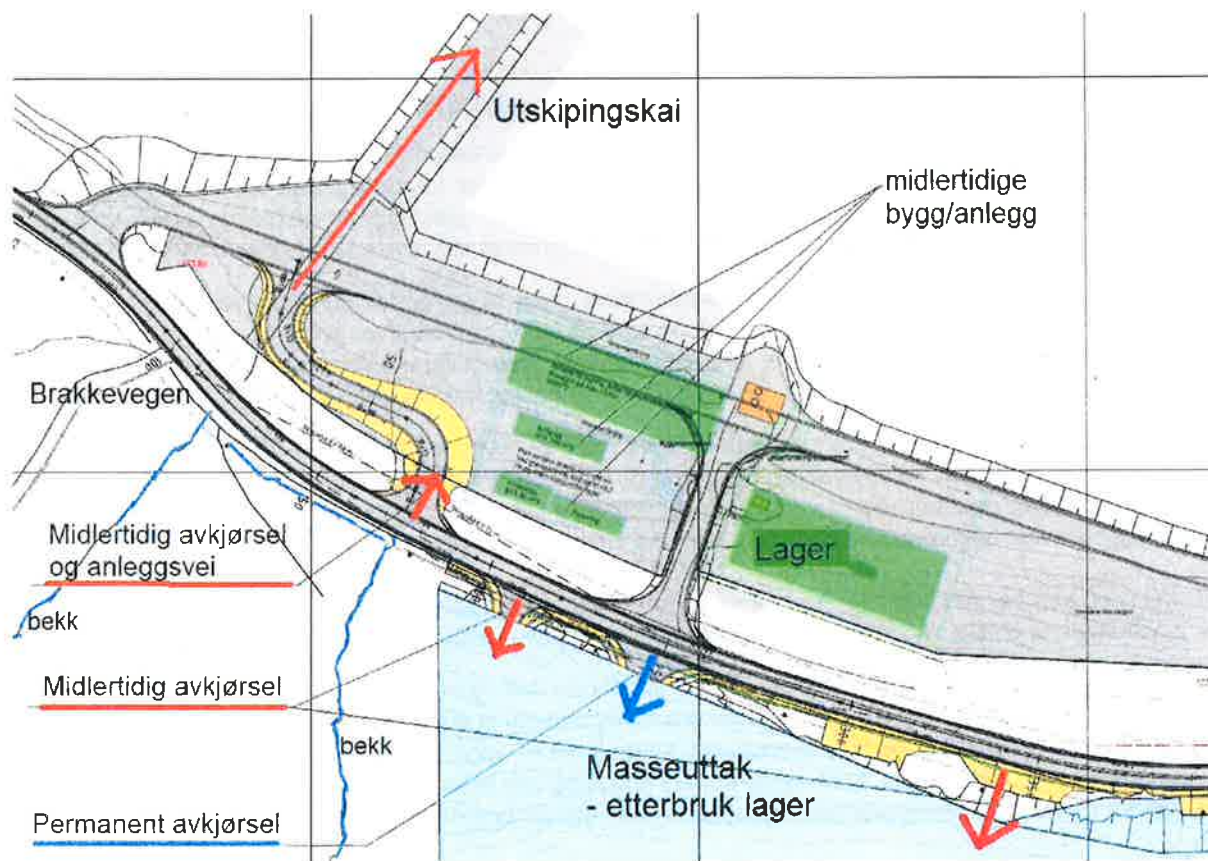 Utskipingskai
midlertidige
bygg/anlegg
Brakkevegen
Lager
Midlertidig avkjørsel
og anleggsvei
bekk
Midlertidig avkjørsel
bekk
Masseuttak
- etterbruk lager
Permanent avkjørsel